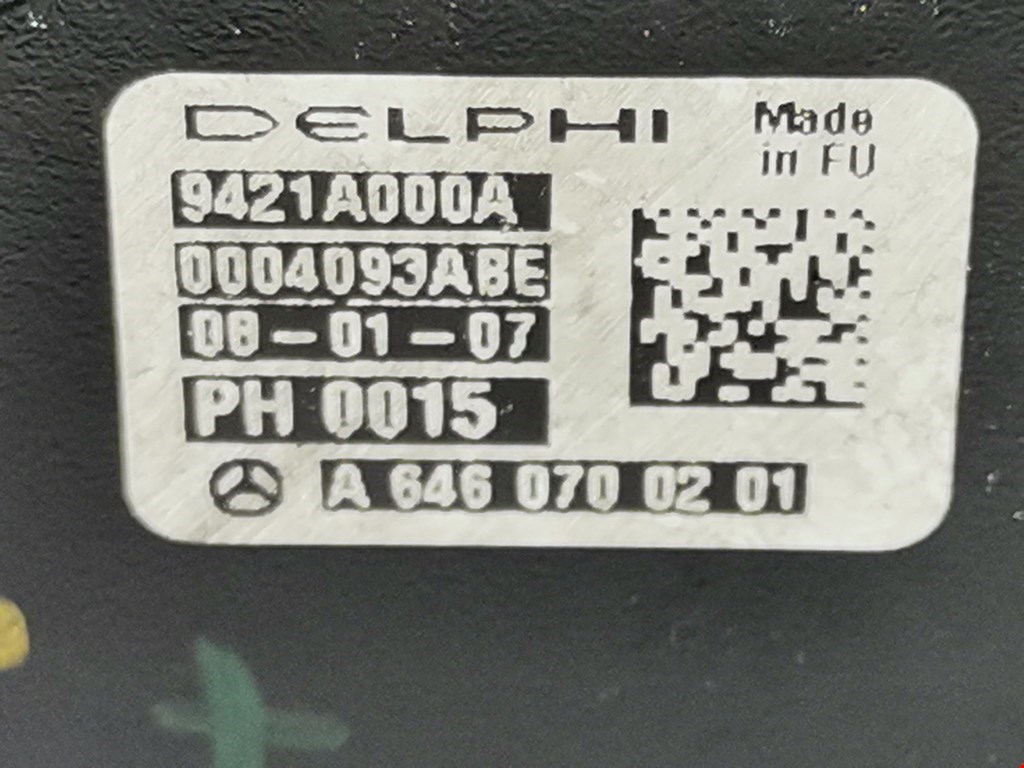 DELPHI
Made
in EU
9421A000A
0004093ABE
08-01-07
PH 0015
A 646 070 02 01